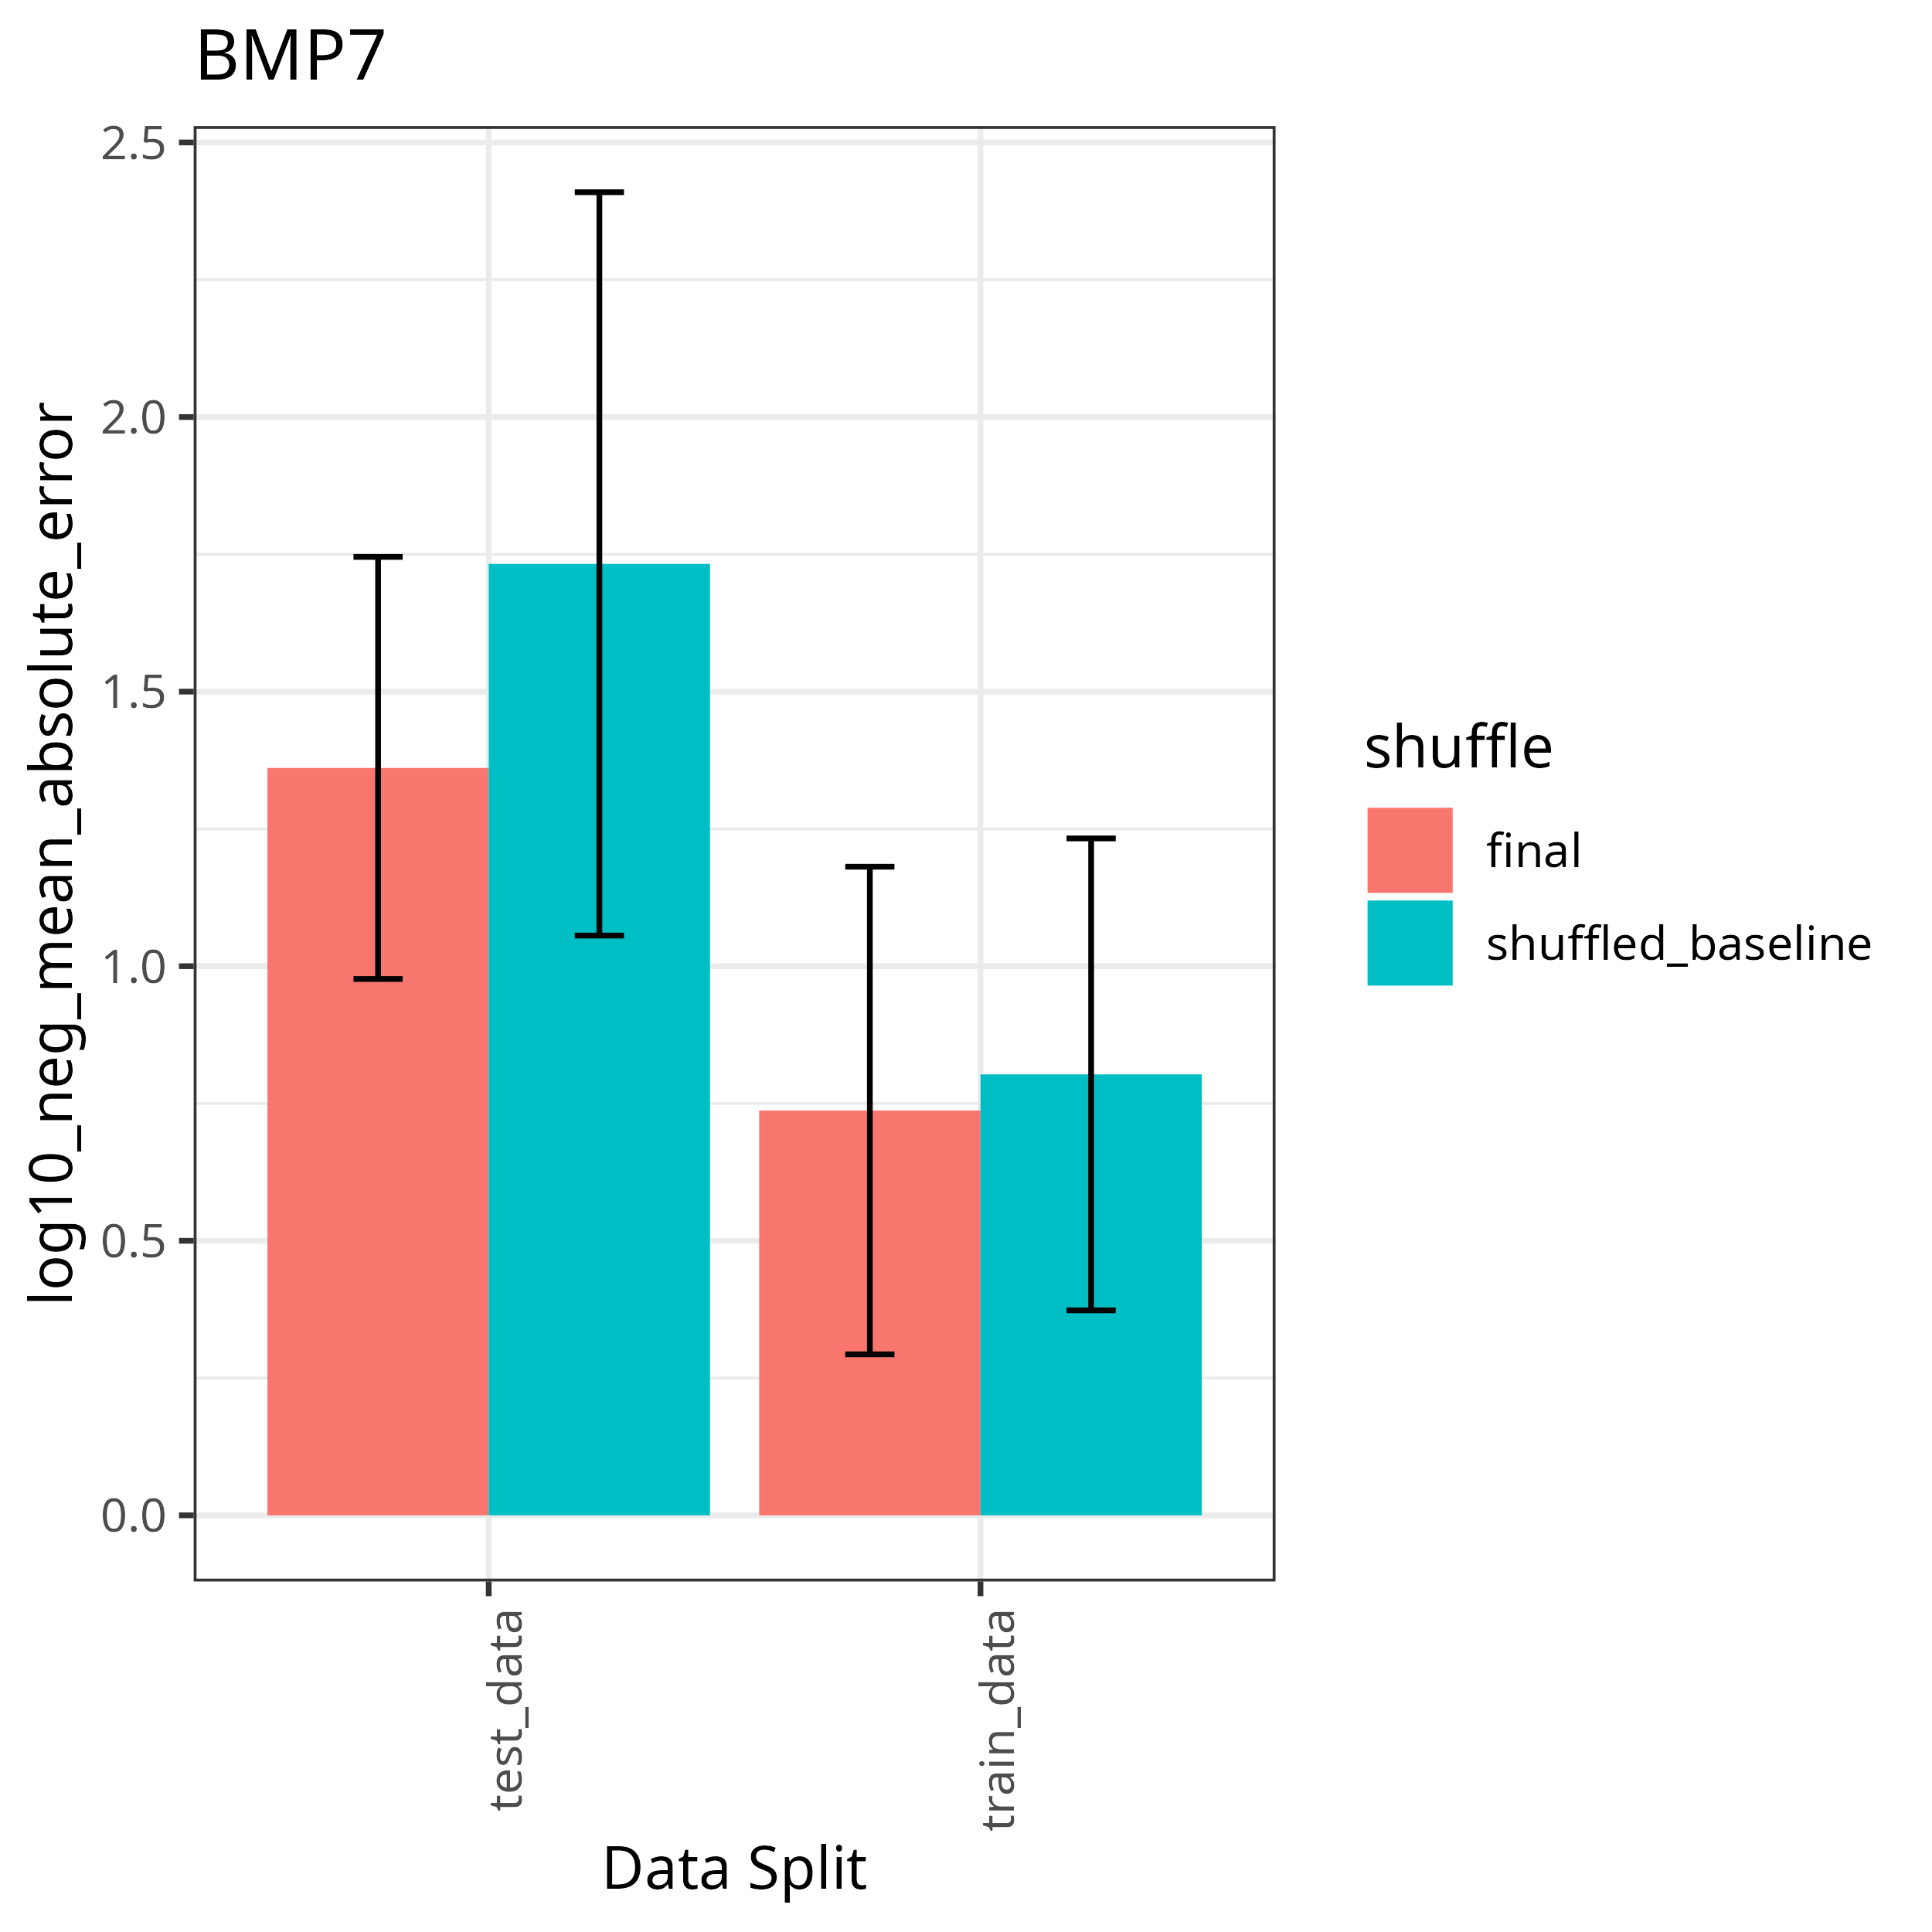 BMP7
log10_neg_mean_absolute_error
2.5
2.0
1.5
1.0
0.5
0.0
test_data
train_data
Data Split
shuffle
final
shuffled_baseline